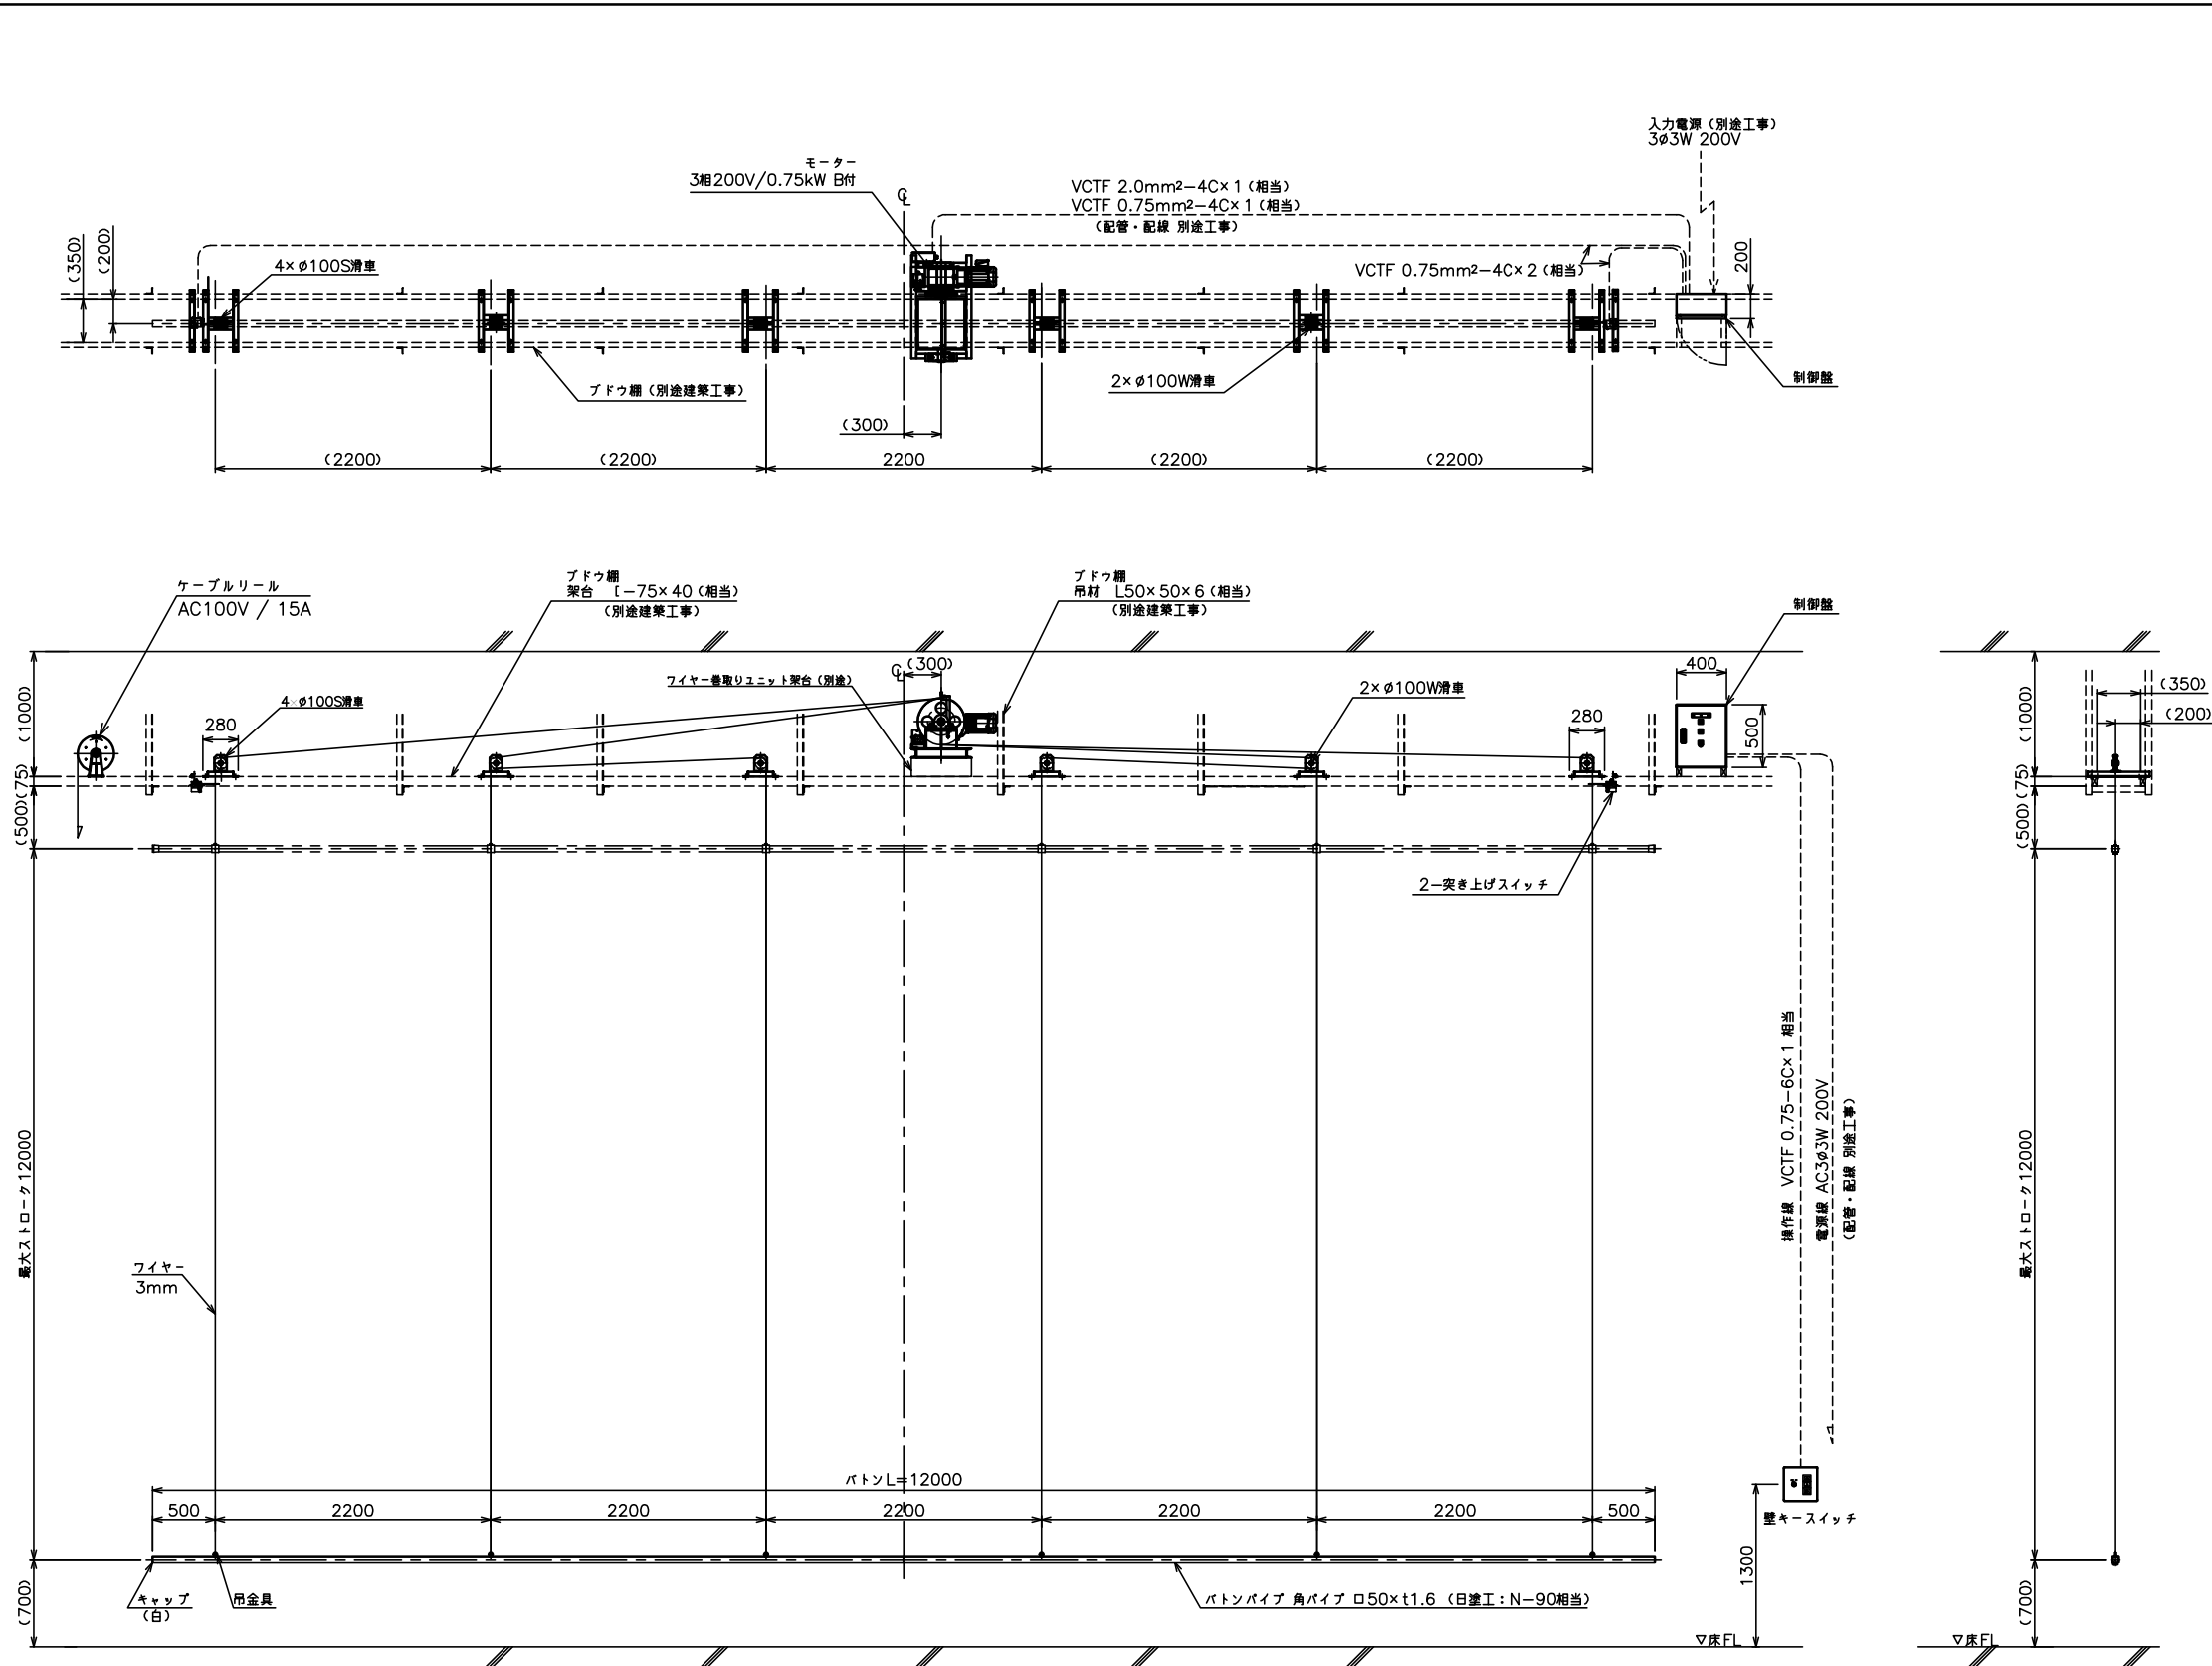 入力電源（別途工事）
3ø3W 200V
モーター
3相200V/0.75kW B付
℄
VCTF 2.0mm²-4C×1（相当）
VCTF 0.75mm²-4C×1（相当）
（配管・配線 別途工事）
(350)
(200)
4×ø100S滑車
VCTF 0.75mm²-4C×2（相当）
200
ブドウ棚（別途建築工事）
2×ø100W滑車
制御盤
(300)
(2200)
(2200)
2200
(2200)
(2200)
ケーブルリール
AC100V / 15A
ブドウ棚
架台 [-75×40（相当）
（別途建築工事）
ブドウ棚
吊材 L50×50×6（相当）
（別途建築工事）
制御盤
℄
(300)
ワイヤー巻取りユニット架台（別途）
4×ø100S滑車
2×ø100W滑車
280
280
400
500
(1000)
(75)
(500)
(350)
(200)
(1000)
(75)
(500)
2-突き上げスイッチ
最大ストローク12000
ワイヤー
3mm
操作線 VCTF 0.75-6C×1 相当
電源線 AC3ø3W 200V
（配管・配線 別途工事）
最大ストローク12000
バトンL=12000
500
2200
2200
2200
2200
2200
500
壁キースイッチ
1300
キャップ
（白）
吊金具
バトンパイプ 角パイプ □50×t1.6 （日塗工：N-90相当）
(700)
(700)
▽床FL
▽床FL